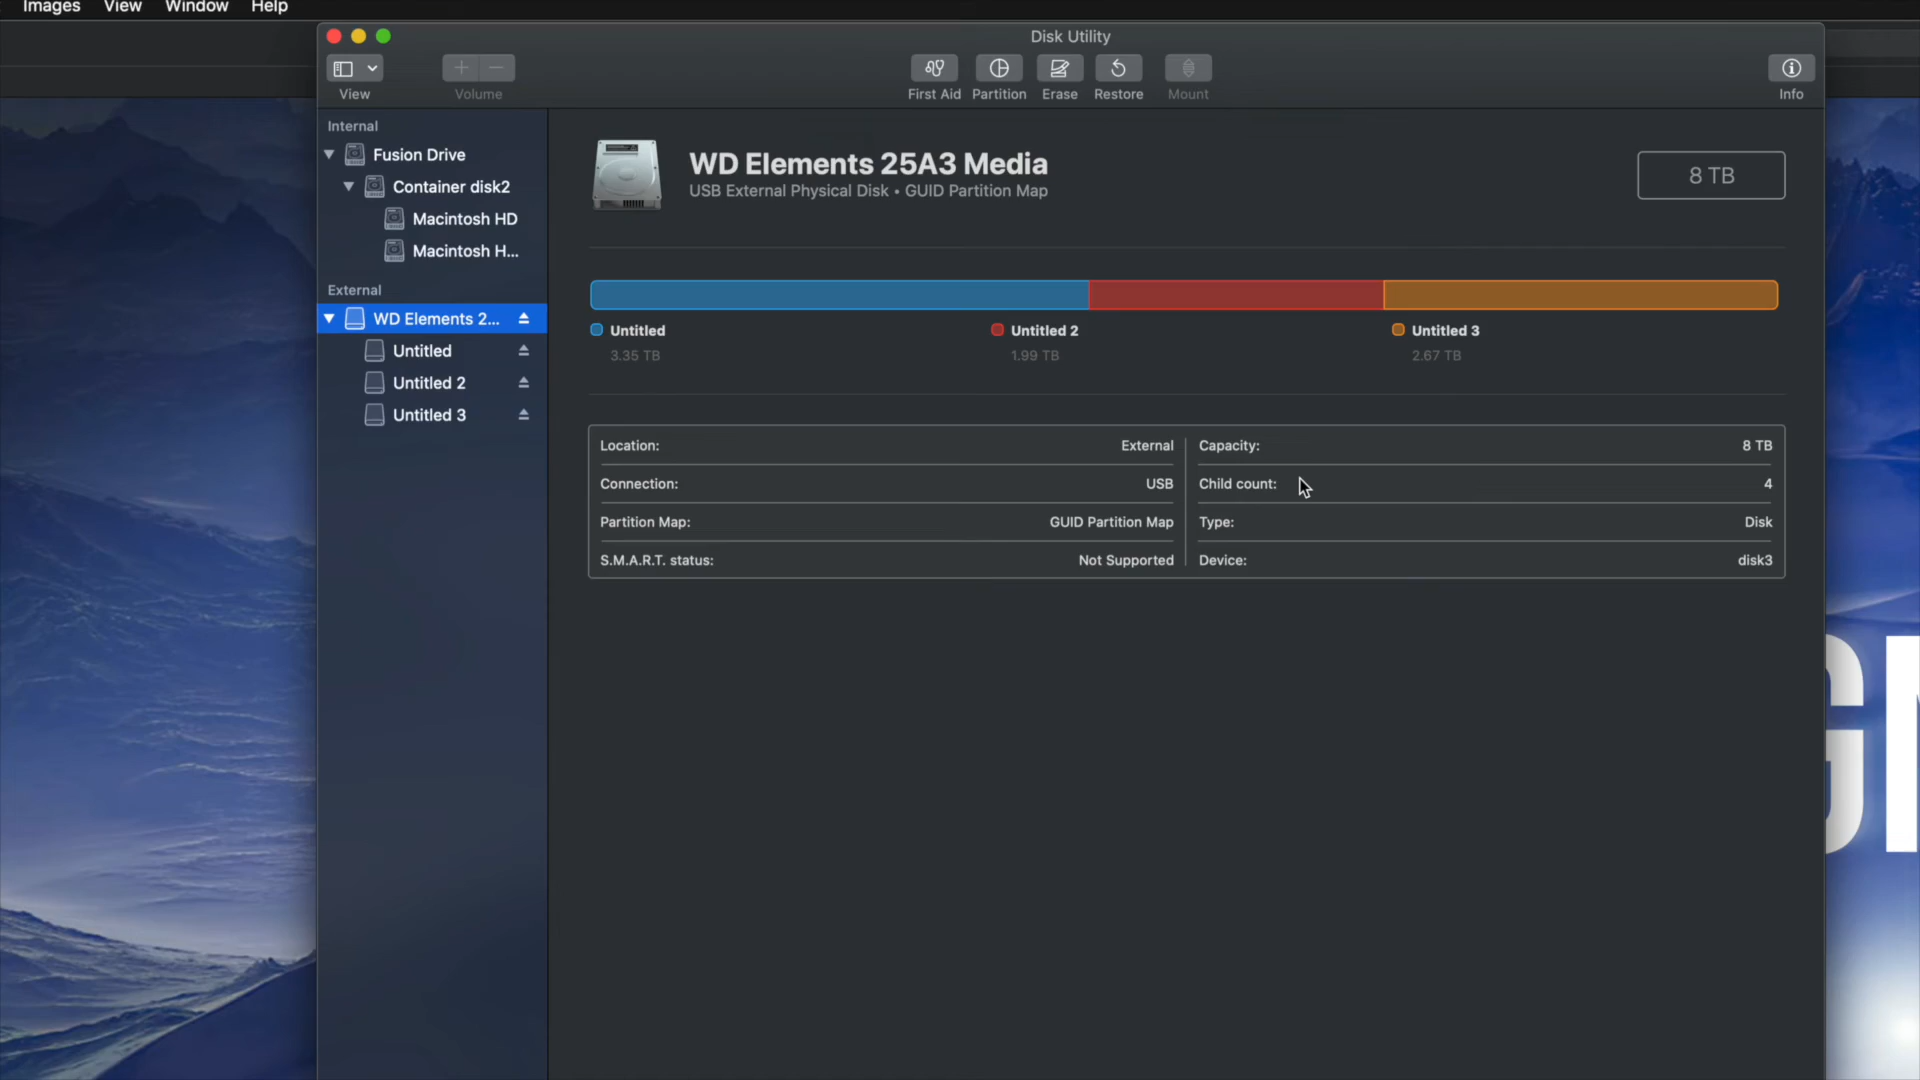 Images View Window Help
Disk Utility
View
Volume
First Aid
Partition
Erase
Restore
Mount
Info
Internal
Fusion Drive
Container disk2
Macintosh HD
Macintosh H...
External
WD Elements 2...
Untitled
Untitled 2
Untitled 3
WD Elements 25A3 Media
USB External Physical Disk • GUID Partition Map
8 TB
Untitled
3.35 TB
Untitled 2
1.99 TB
Untitled 3
2.67 TB
Location: External
Capacity: 8 TB
Connection: USB
Child count: 4
Partition Map: GUID Partition Map
Type: Disk
S.M.A.R.T. status: Not Supported
Device: disk3